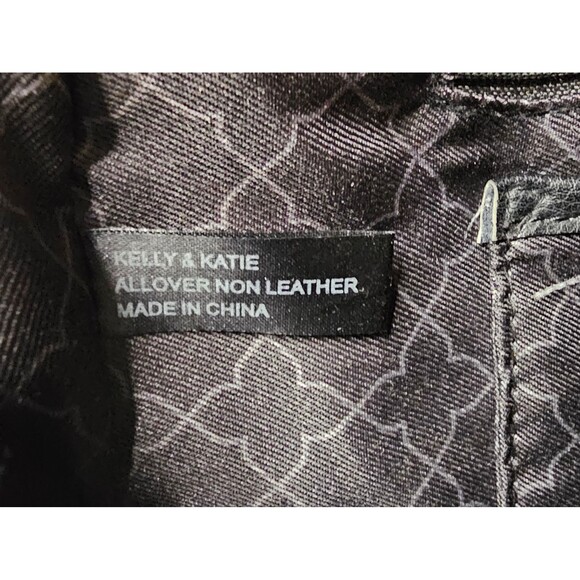 KELLY & KATIE
ALLOVER NON LEATHER
MADE IN CHINA